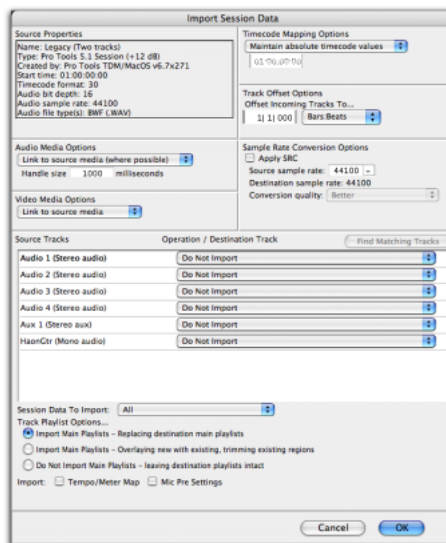 Import Session Data
Source Properties
Name: Legacy (Two tracks)
Type: Pro Tools 5.1 Session (+12 dB)
Created by: Pro Tools TDM/MacOS v6.7x271
Start time: 01:00:00:00
Timecode format: 30
Audio bit depth: 16
Audio sample rate: 44100
Audio file type(s): BWF (.WAV)
Timecode Mapping Options
Maintain absolute timecode values
01:00:00:00
Track Offset Options
Offset Incoming Tracks To...
1| 1| 000 Bars:Beats
Audio Media Options
Link to source media (where possible)
Handle size 1000 milliseconds
Video Media Options
Link to source media
Sample Rate Conversion Options
Apply SRC
Source sample rate: 44100
Destination sample rate: 44100
Conversion quality: Better
Source Tracks Operation / Destination Track Find Matching Tracks
Audio 1 (Stereo audio) Do Not Import
Audio 2 (Stereo audio) Do Not Import
Audio 3 (Stereo audio) Do Not Import
Audio 4 (Stereo audio) Do Not Import
Aux 1 (Stereo aux) Do Not Import
HaonGtr (Mono audio) Do Not Import
Session Data To Import: All
Track Playlist Options...
Import Main Playlists - Replacing destination main playlists
Import Main Playlists - Overlaying new with existing, trimming existing regions
Do Not Import Main Playlists - leaving destination playlists intact
Import: Tempo/Meter Map Mic Pre Settings
Cancel OK